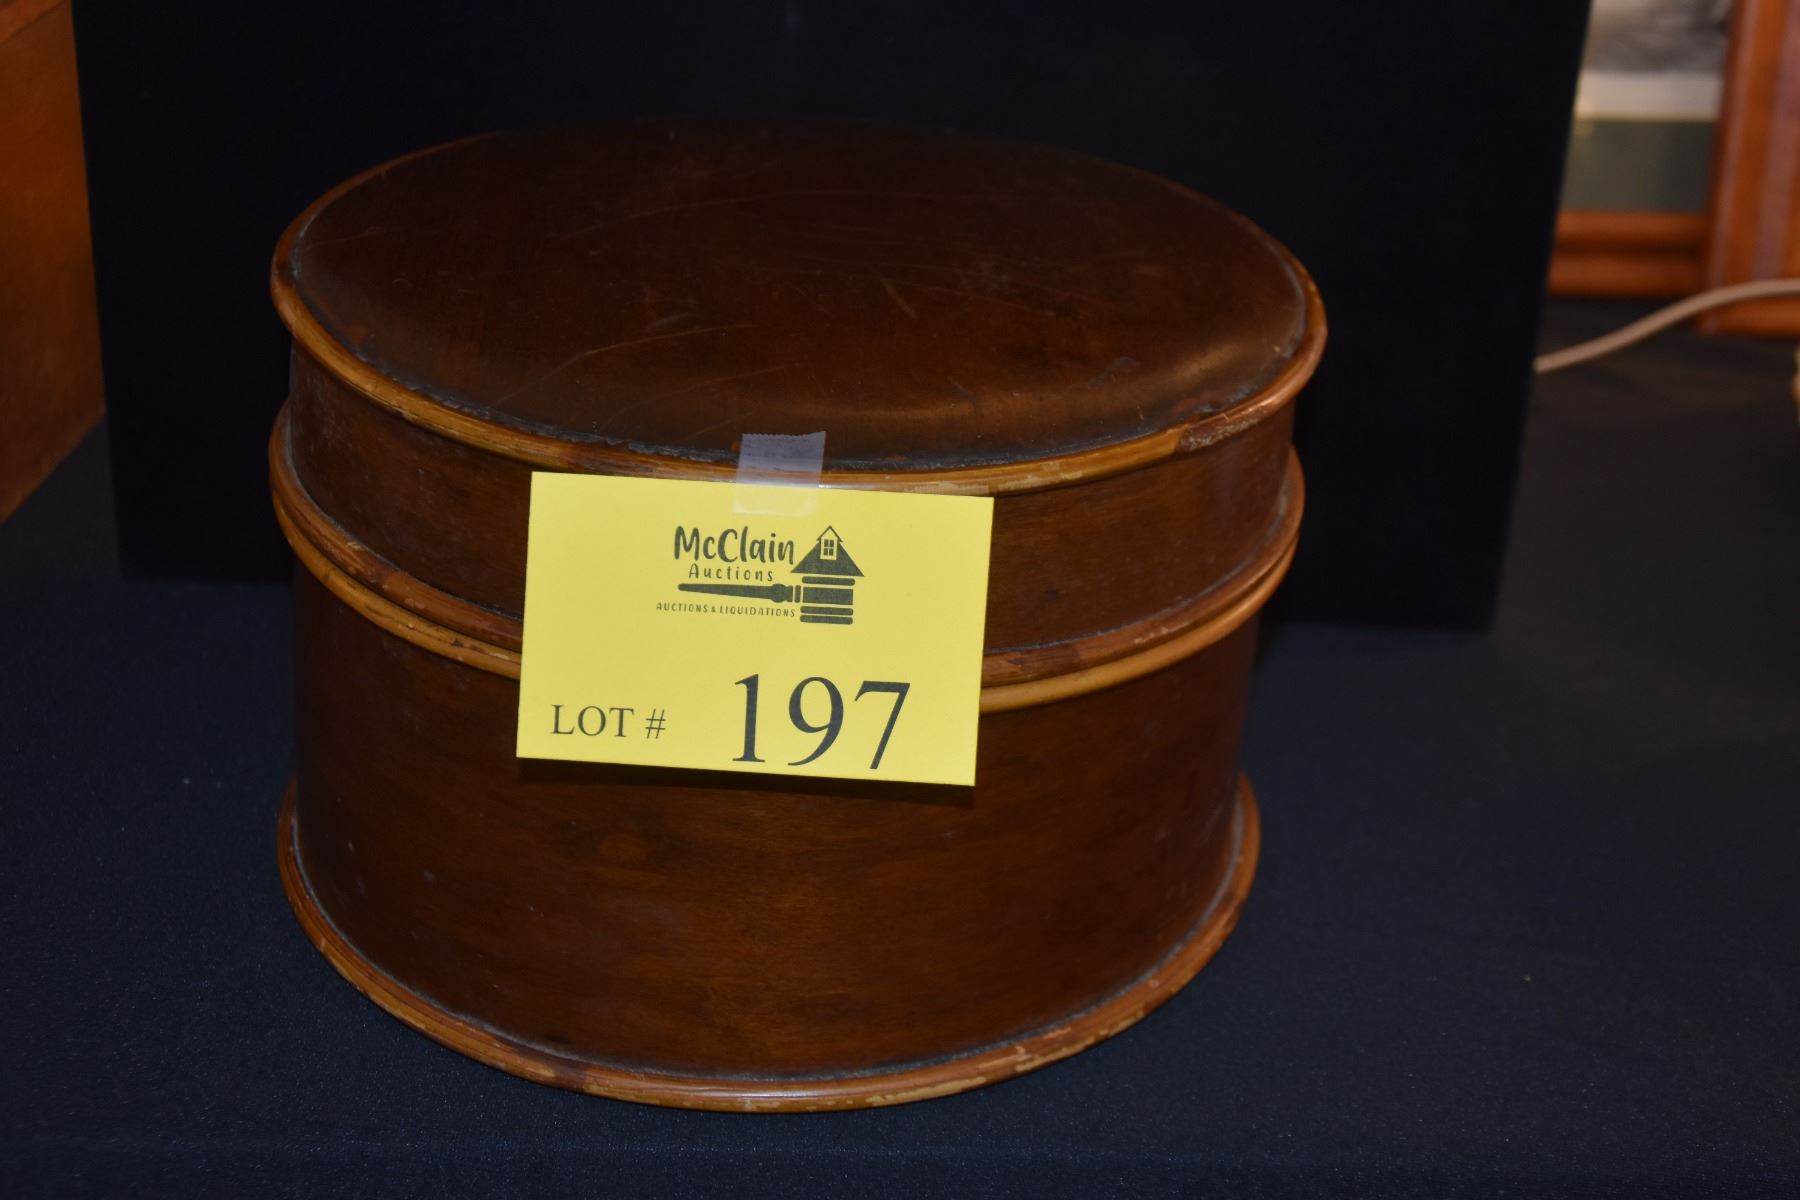 McClain
Auctions
AUCTIONS & LIQUIDATIONS
LOT # 197